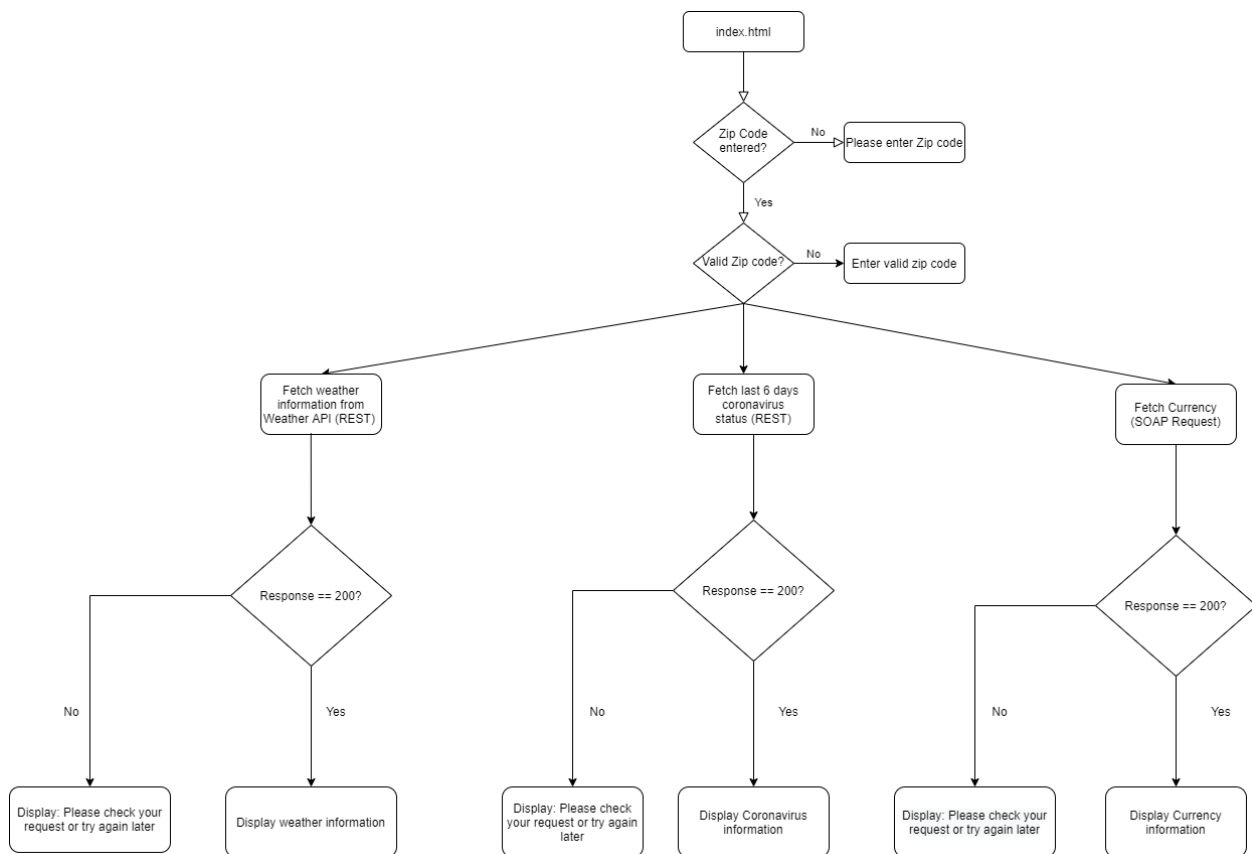 index.html
Zip Code
entered?
No
Please enter Zip code
Yes
Valid Zip code?
No
Enter valid zip code
Fetch weather
information from
Weather API (REST)
Fetch last 6 days
coronavirus
status (REST)
Fetch Currency
(SOAP Request)
Response == 200?
Response == 200?
Response == 200?
No
Yes
No
Yes
No
Yes
Display: Please check your
request or try again later
Display weather information
Display: Please check
your request or try again
later
Display Coronavirus
information
Display: Please check your
request or try again later
Display Currency
information